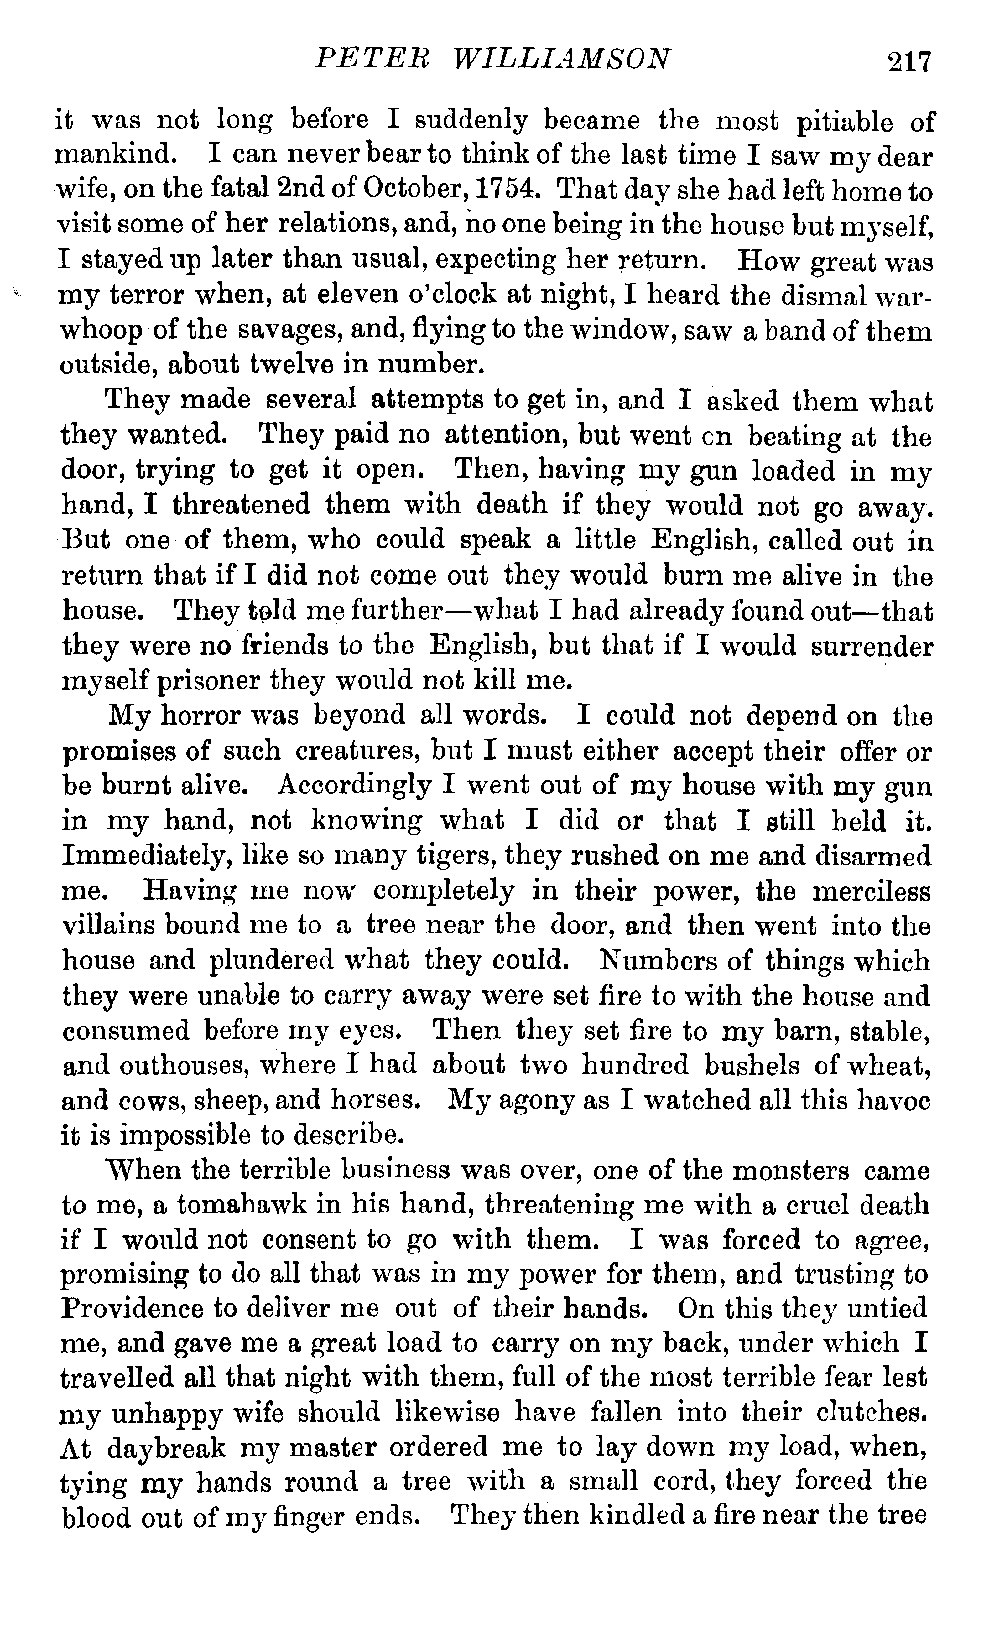 PETER WILLIAMSON 217
it was not long before I suddenly became the most pitiable of
mankind. I can never bear to think of the last time I saw my dear
wife, on the fatal 2nd of October, 1754. That day she had left home to
visit some of her relations, and, no one being in the house but myself,
I stayed up later than usual, expecting her return. How great was
my terror when, at eleven o'clock at night, I heard the dismal war-
whoop of the savages, and, flying to the window, saw a band of them
outside, about twelve in number.
They made several attempts to get in, and I asked them what
they wanted. They paid no attention, but went on beating at the
door, trying to get it open. Then, having my gun loaded in my
hand, I threatened them with death if they would not go away.
But one of them, who could speak a little English, called out in
return that if I did not come out they would burn me alive in the
house. They told me further—what I had already found out—that
they were no friends to the English, but that if I would surrender
myself prisoner they would not kill me.
My horror was beyond all words. I could not depend on the
promises of such creatures, but I must either accept their offer or
be burnt alive. Accordingly I went out of my house with my gun
in my hand, not knowing what I did or that I still held it.
Immediately, like so many tigers, they rushed on me and disarmed
me. Having me now completely in their power, the merciless
villains bound me to a tree near the door, and then went into the
house and plundered what they could. Numbers of things which
they were unable to carry away were set fire to with the house and
consumed before my eyes. Then they set fire to my barn, stable,
and outhouses, where I had about two hundred bushels of wheat,
and cows, sheep, and horses. My agony as I watched all this havoc
it is impossible to describe.
When the terrible business was over, one of the monsters came
to me, a tomahawk in his hand, threatening me with a cruel death
if I would not consent to go with them. I was forced to agree,
promising to do all that was in my power for them, and trusting to
Providence to deliver me out of their hands. On this they untied
me, and gave me a great load to carry on my back, under which I
travelled all that night with them, full of the most terrible fear lest
my unhappy wife should likewise have fallen into their clutches.
At daybreak my master ordered me to lay down my load, when,
tying my hands round a tree with a small cord, they forced the
blood out of my finger ends. They then kindled a fire near the tree